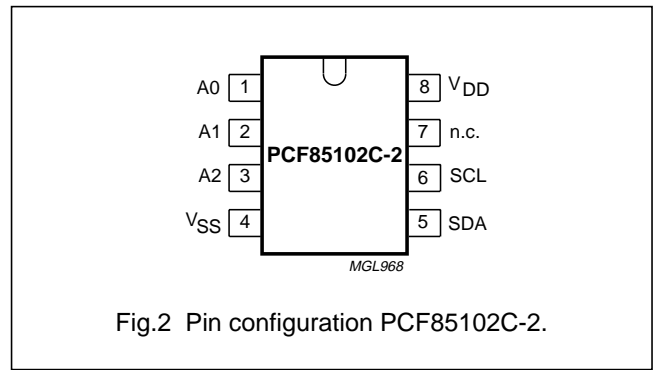 A0 1 8 VDD
A1 2 7 n.c.
PCF85102C-2
A2 3 6 SCL
VSS 4 5 SDA
MGL968
Fig.2 Pin configuration PCF85102C-2.